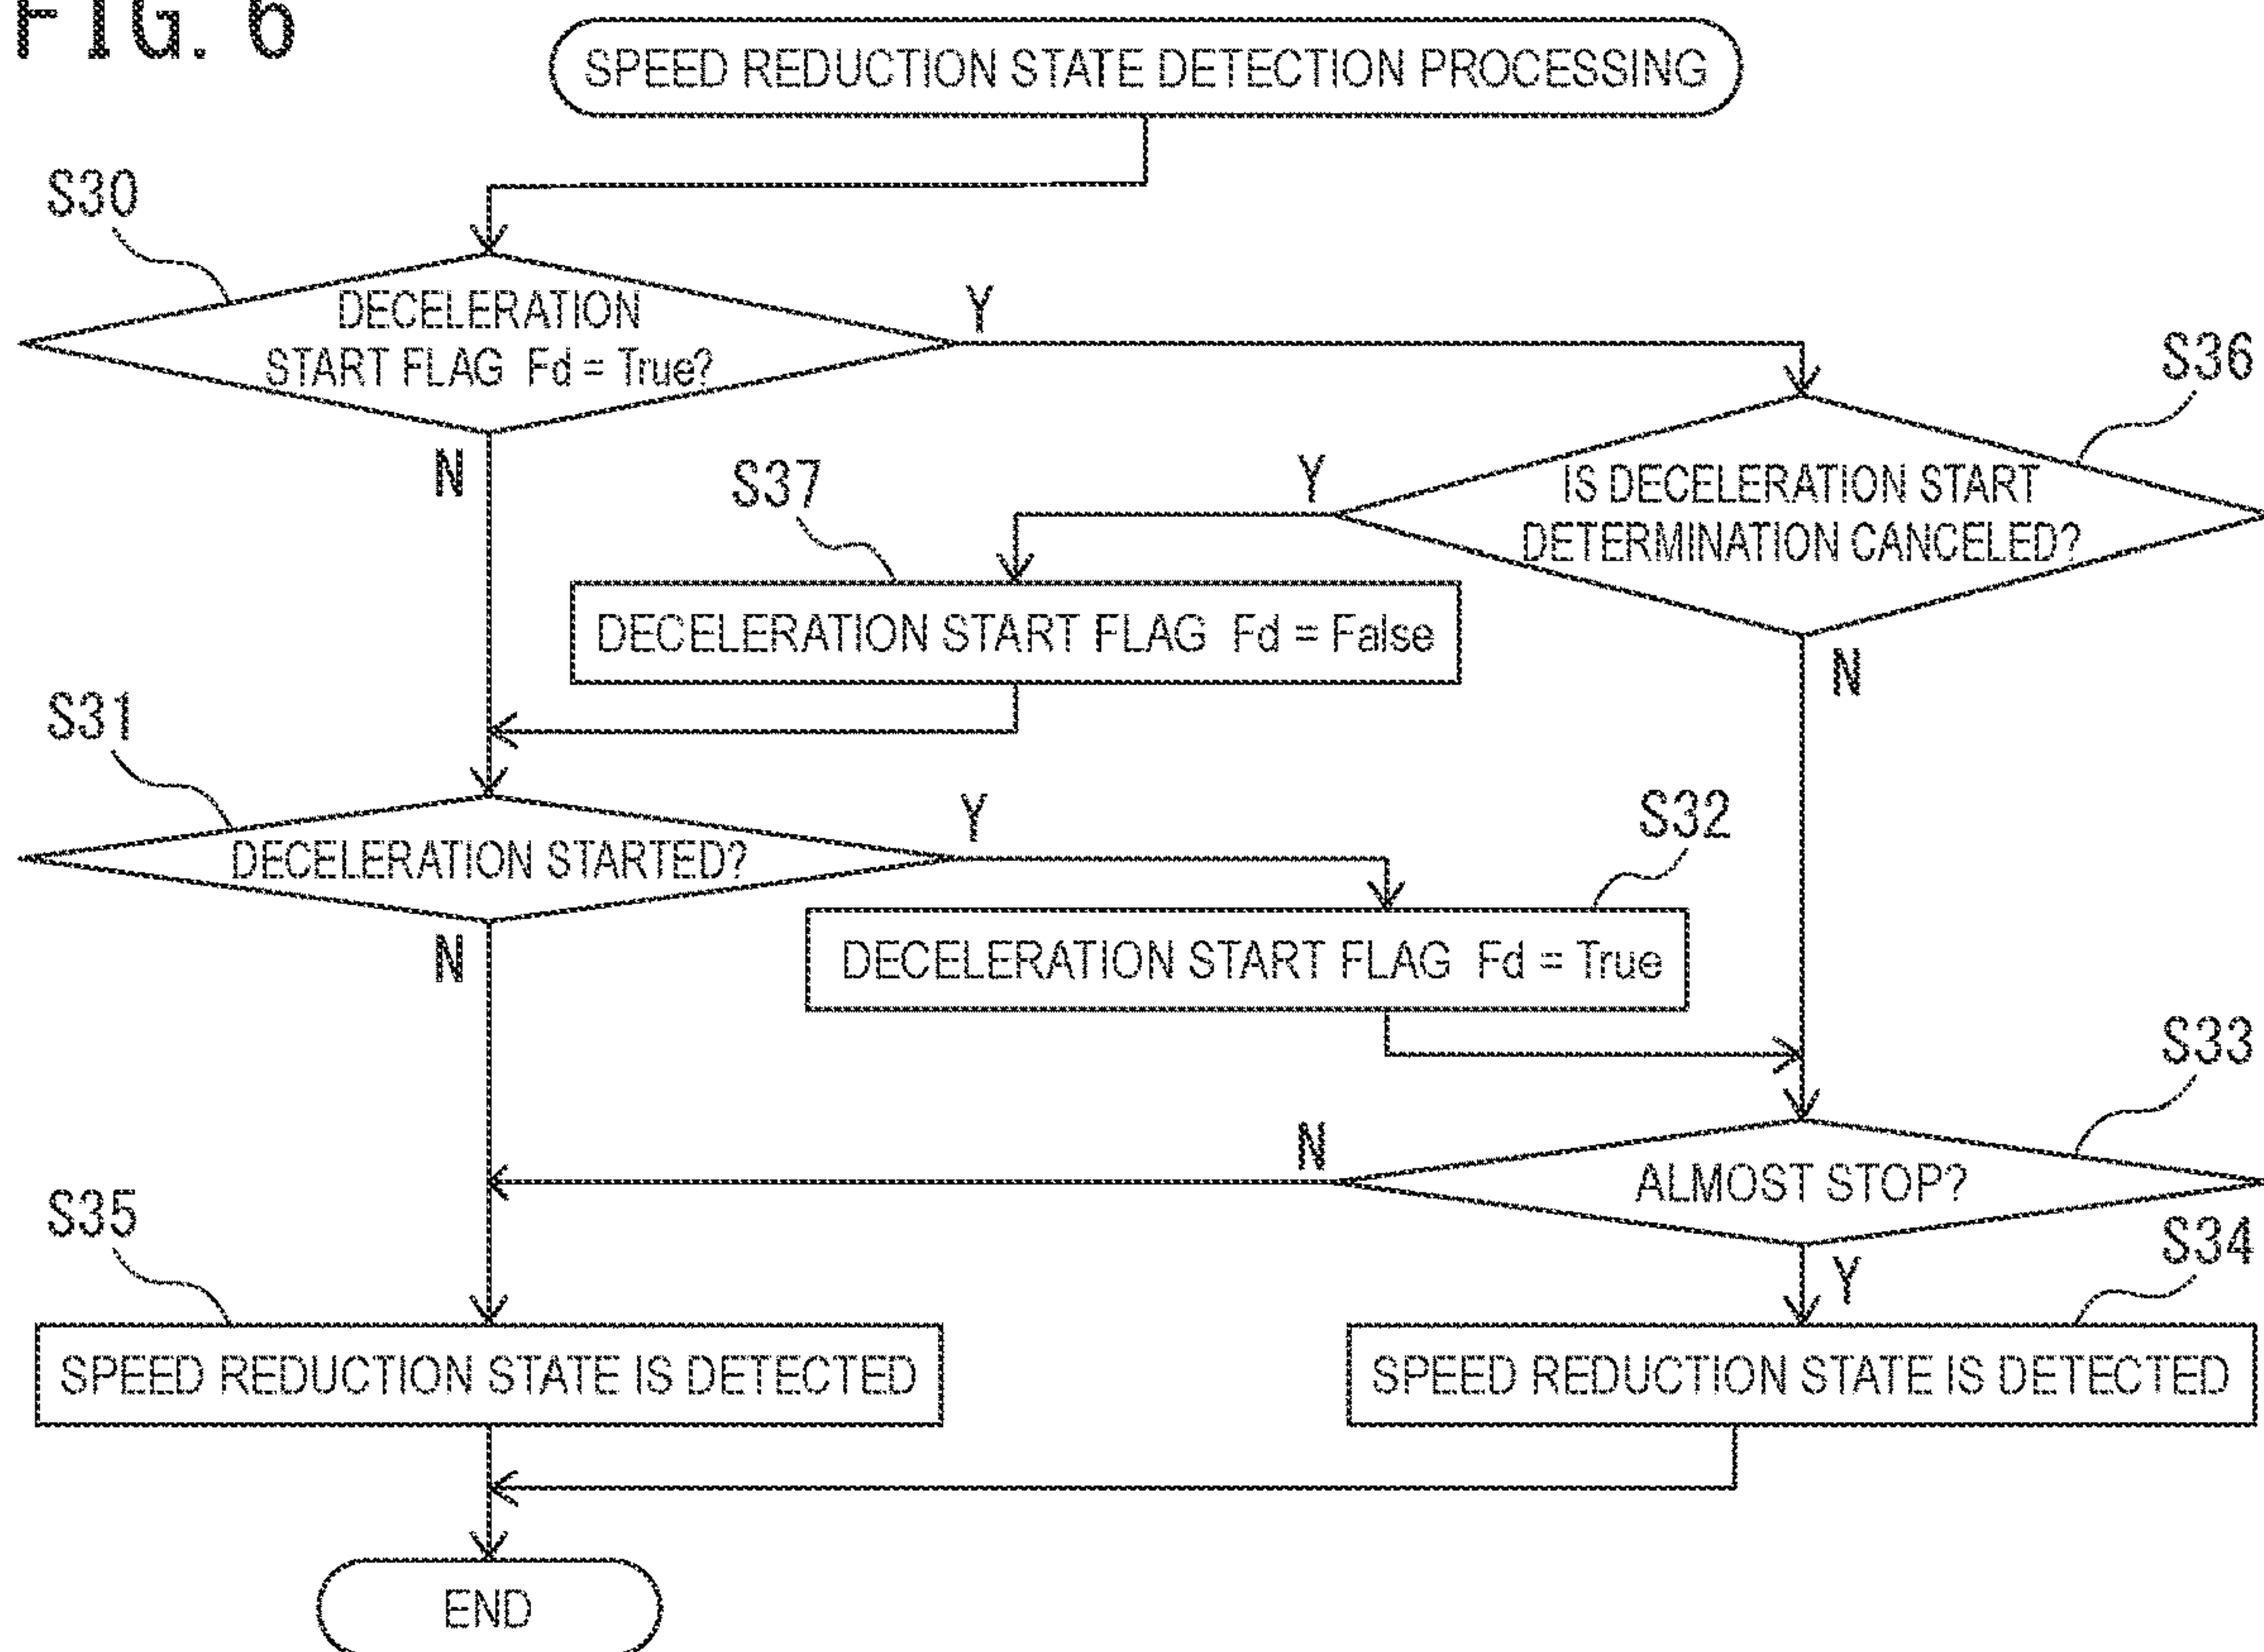 FIG. 6
SPEED REDUCTION STATE DETECTION PROCESSING
S30
DECELERATION
START FLAG Fd = True?
Y
N
S36
IS DECELERATION START
DETERMINATION CANCELED?
Y
N
S37
DECELERATION START FLAG Fd = False
S31
DECELERATION STARTED?
Y
N
S32
DECELERATION START FLAG Fd = True
S33
ALMOST STOP?
N
Y
S35
SPEED REDUCTION STATE IS DETECTED
S34
SPEED REDUCTION STATE IS DETECTED
END